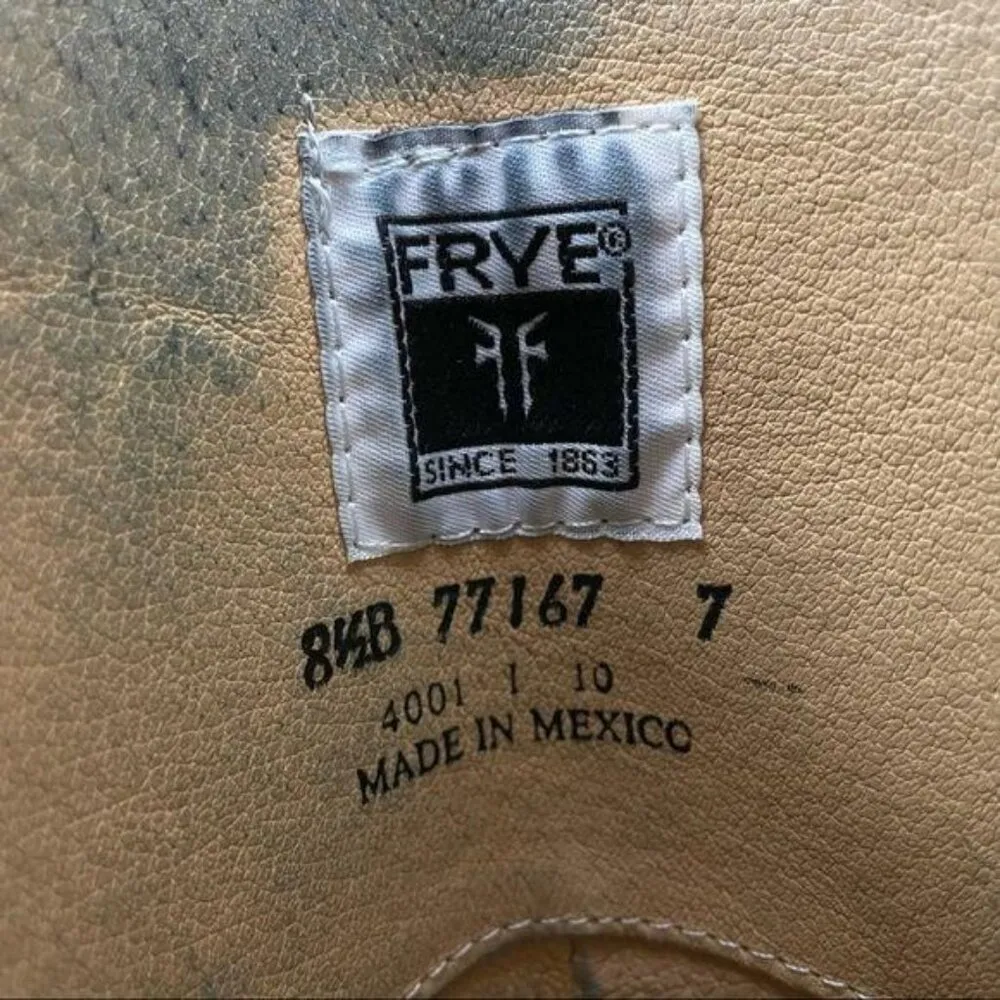 FRYE®
SINCE 1863
8½B 77167 7
4001 1 10
MADE IN MEXICO